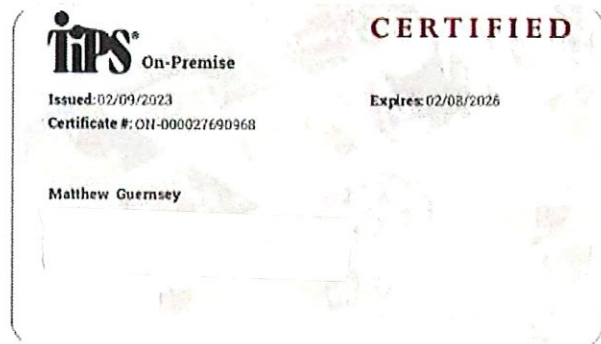 TiPS® On-Premise
CERTIFIED
Issued: 02/09/2023
Expires: 02/08/2026
Certificate #: ON-000027690968
Matthew Guernsey